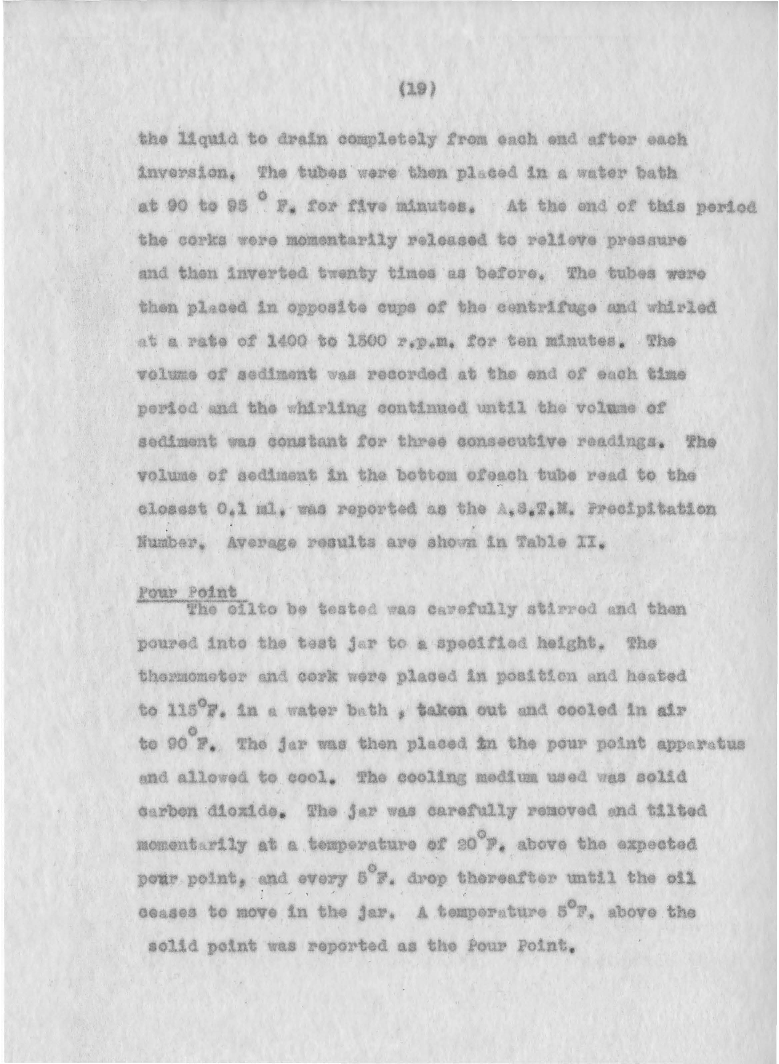 (19)
the liquid to drain completely from each end after each
inversion. The tubes were then placed in a water bath
at 90 to 95 ° F. for five minutes. At the end of this period
the corks were momentarily released to relieve pressure
and then inverted twenty times as before. The tubes were
then placed in opposite cups of the centrifuge and whirled
at a rate of 1400 to 1500 r.p.m. for ten minutes. The
volume of sediment was recorded at the end of each time
period and the whirling continued until the volume of
sediment was constant for three consecutive readings. The
volume of sediment in the bottom ofeach tube read to the
closest 0.1 ml. was reported as the A.S.T.M. Precipitation
Number. Average results are shown in Table II.
Pour Point
The oilto be tested was carefully stirred and then
poured into the test jar to a specified height. The
thermometer and cork were placed in position and heated
to 115°F. in a water bath , taken out and cooled in air
to 90°F. The jar was then placed in the pour point apparatus
and allowed to cool. The cooling medium used was solid
carbon dioxide. The jar was carefully removed and tilted
momentarily at a temperature of 20°F. above the expected
pour point, and every 5°F. drop thereafter until the oil
ceases to move in the jar. A temperature 5°F. above the
solid point was reported as the Pour Point.